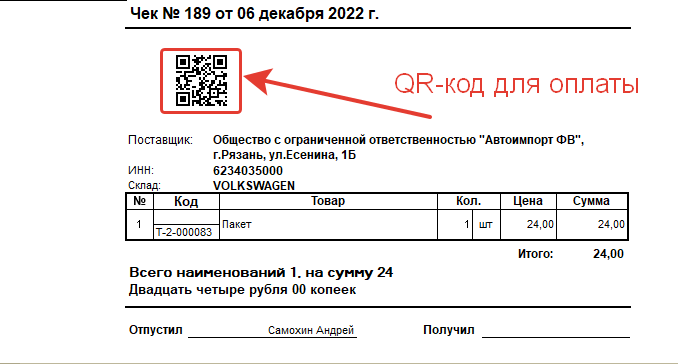 Чек № 189 от 06 декабря 2022 г.
QR-код для оплаты
Поставщик: Общество с ограниченной ответственностью "Автоимпорт ФВ",
г.Рязань, ул.Есенина, 1Б
ИНН: 6234035000
Склад: VOLKSWAGEN
№ Код Товар Кол. Цена Сумма
1 Т-2-000083 Пакет 1 шт 24,00 24,00
Итого: 24,00
Всего наименований 1, на сумму 24
Двадцать четыре рубля 00 копеек
Отпустил Самохин Андрей Получил